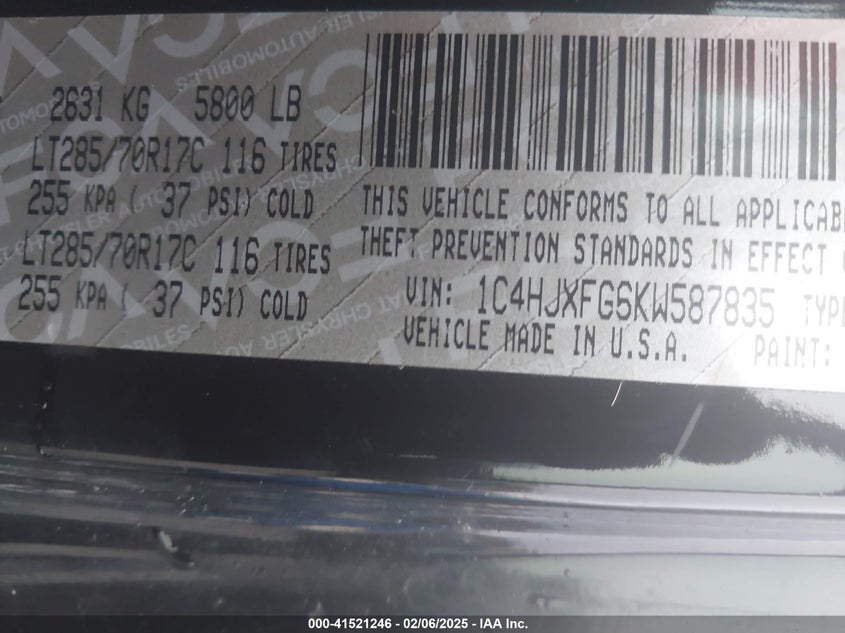 2631 KG 5800 LB
LT285/70R17C 116 TIRES
255 KPA ( 37 PSI) COLD
LT285/70R17C 116 TIRES
255 KPA ( 37 PSI) COLD
THIS VEHICLE CONFORMS TO ALL APPLICABL
THEFT PREVENTION STANDARDS IN EFFECT
VIN: 1C4HJXFG6KW587835 TYPE
VEHICLE MADE IN U.S.A. PAINT:
000-41521246 - 02/06/2025 - IAA Inc.